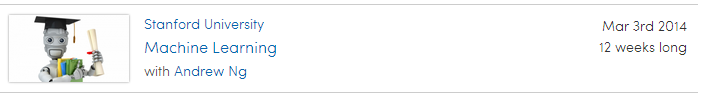 Stanford University
Machine Learning
with Andrew Ng
Mar 3rd 2014
12 weeks long